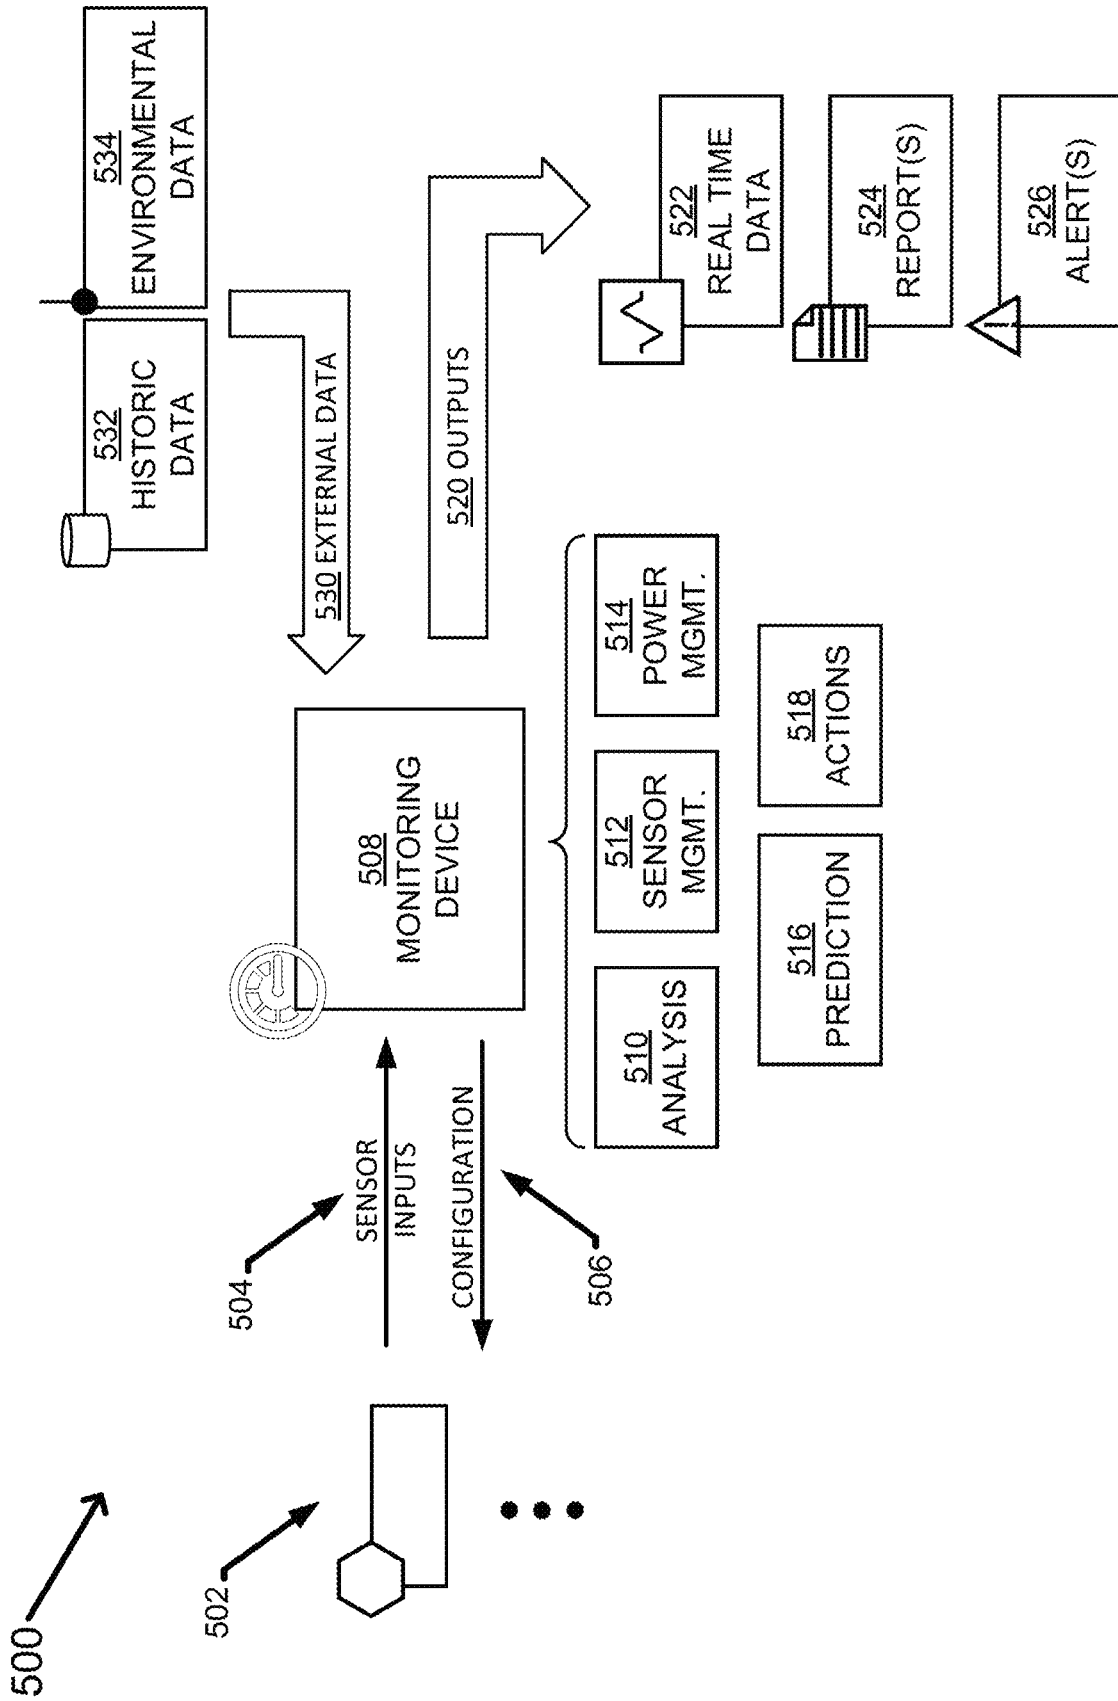 500
502
504
SENSOR
INPUTS
CONFIGURATION
506
508
MONITORING
DEVICE
510
ANALYSIS
512
SENSOR
MGMT.
514
POWER
MGMT.
516
PREDICTION
518
ACTIONS
532
HISTORIC
DATA
534
ENVIRONMENTAL
DATA
530 EXTERNAL DATA
520 OUTPUTS
522
REAL TIME
DATA
524
REPORT(S)
526
ALERT(S)